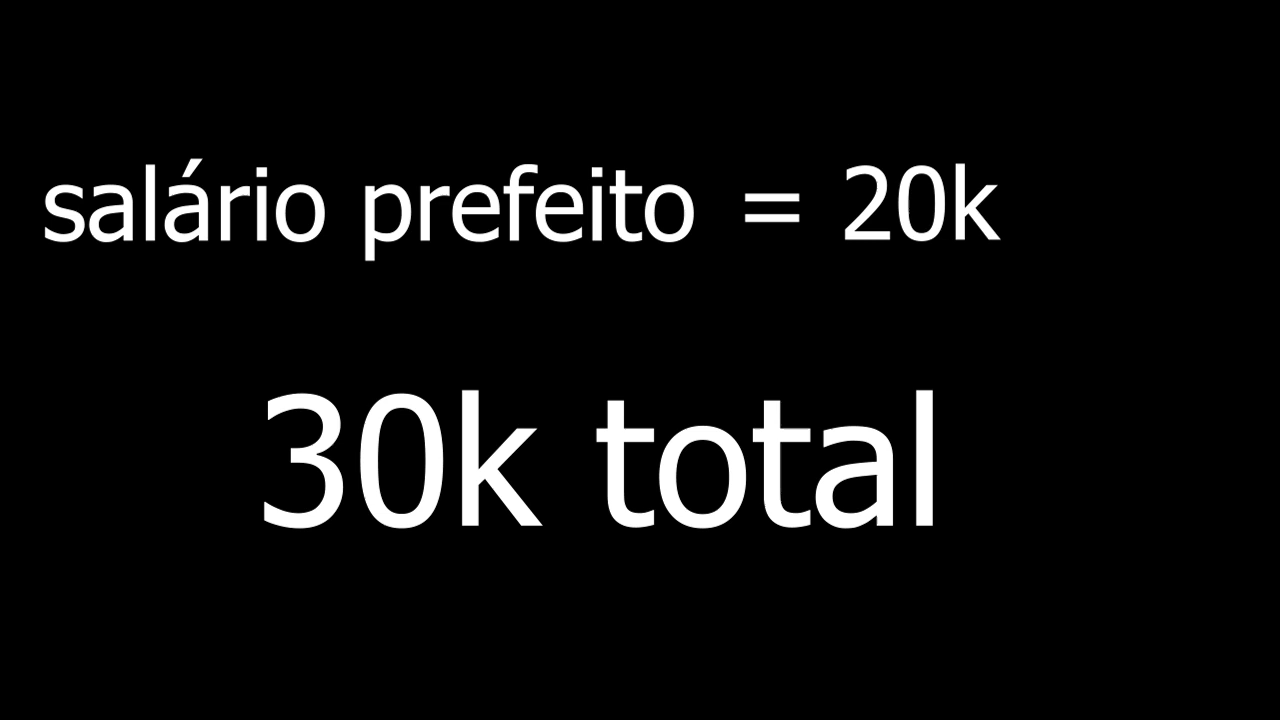 salário prefeito = 20k
30k total